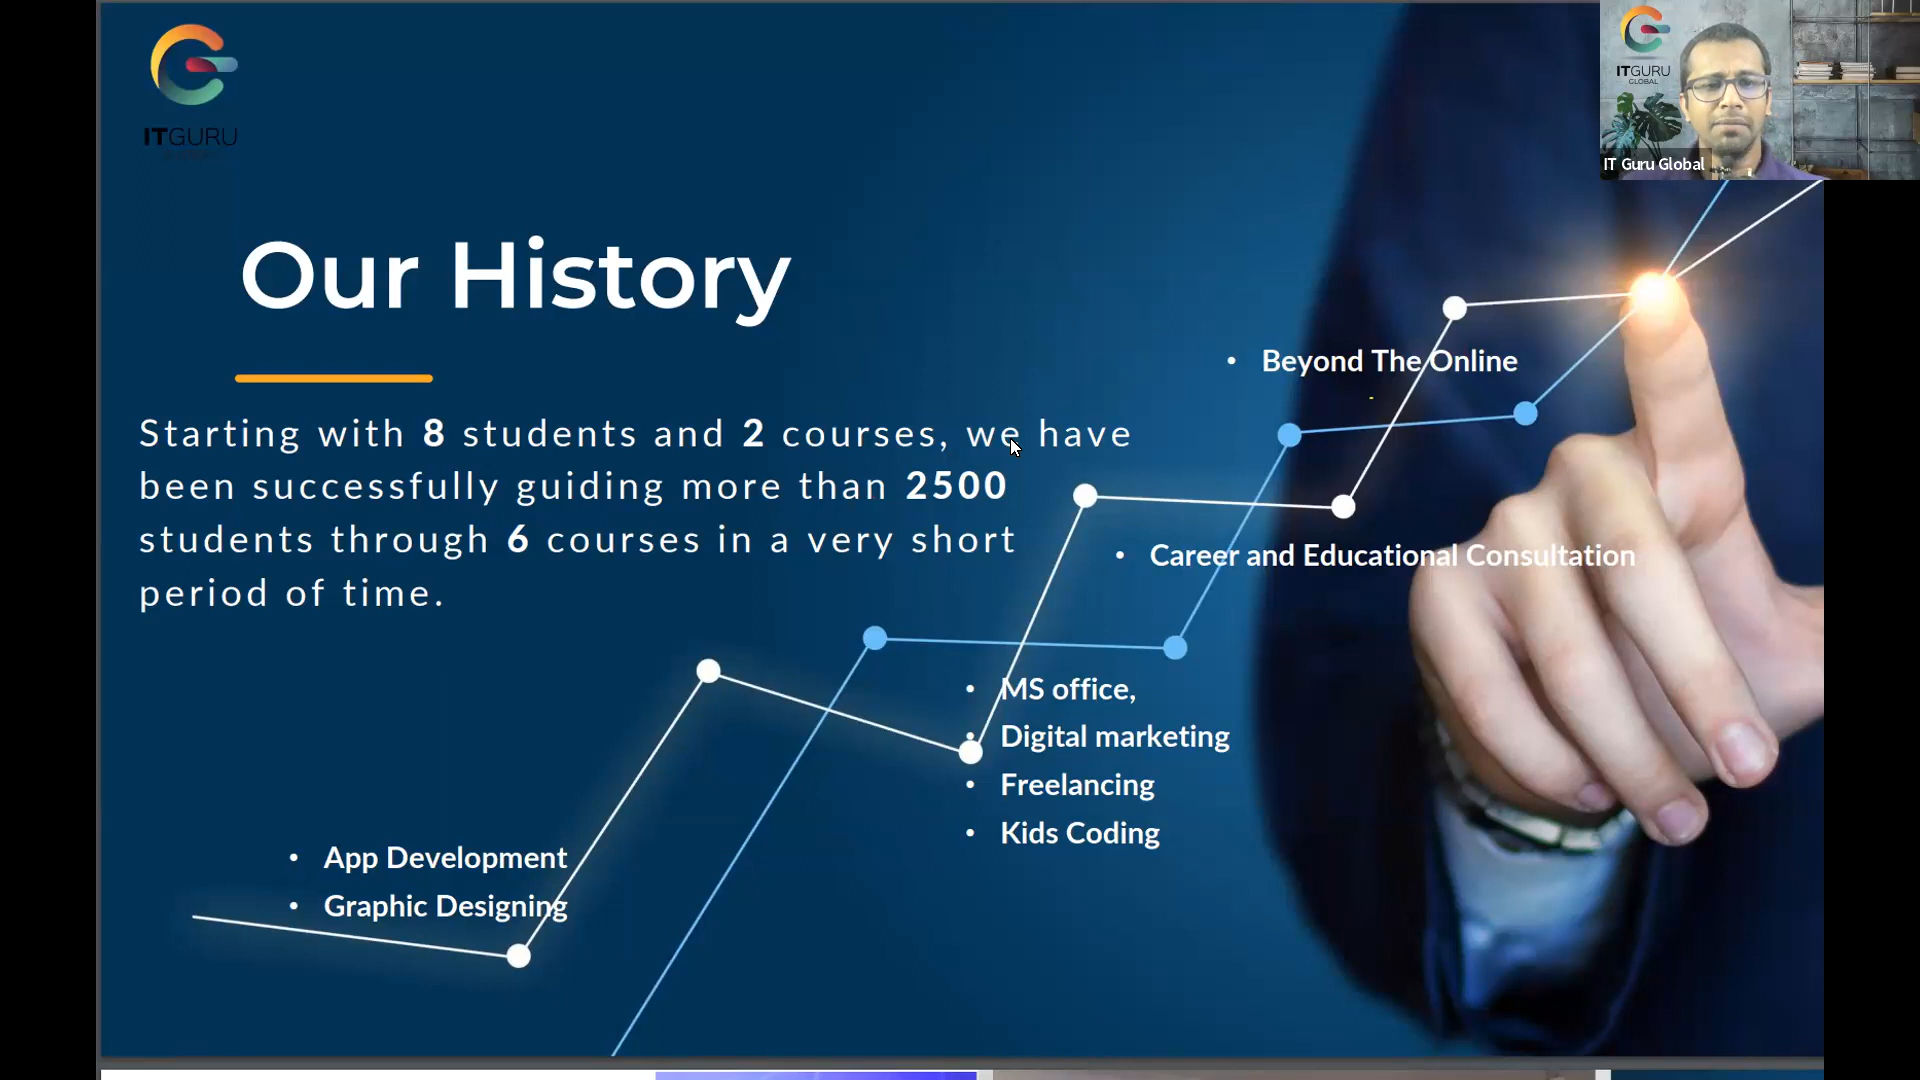 ITGURU
Our History
Starting with 8 students and 2 courses, we have
been successfully guiding more than 2500
students through 6 courses in a very short
period of time.
• App Development
• Graphic Designing
• MS office,
• Digital marketing
• Freelancing
• Kids Coding
• Career and Educational Consultation
• Beyond The Online
ITGURU
GLOBAL
IT Guru Global